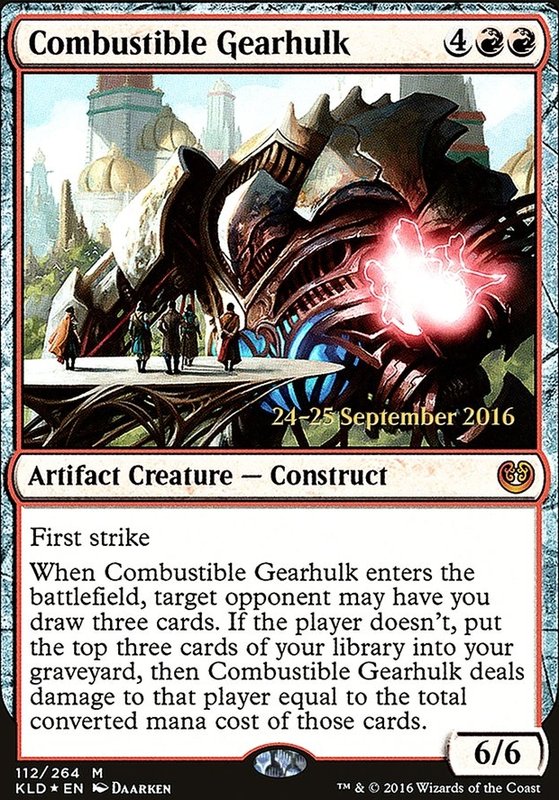 Combustible Gearhulk 4
24-25 September 2016
Artifact Creature — Construct
First strike
When Combustible Gearhulk enters the
battlefield, target opponent may have you
draw three cards. If the player doesn't, put
the top three cards of your library into your
graveyard, then Combustible Gearhulk deals
damage to that player equal to the total
converted mana cost of those cards.
6/6
112/264 M
KLD ★ EN Daarken
™ & © 2016 Wizards of the Coast